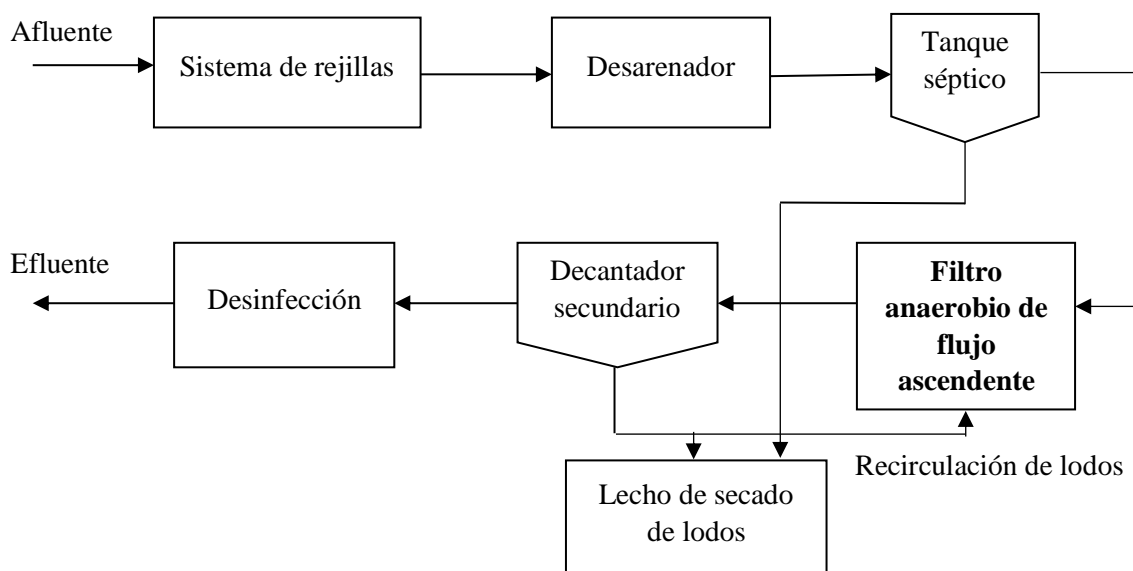 Afluente
Sistema de rejillas
Desarenador
Tanque
séptico
Efluente
Desinfección
Decantador
secundario
Filtro
anaerobio de
flujo
ascendente
Recirculación de lodos
Lecho de secado
de lodos